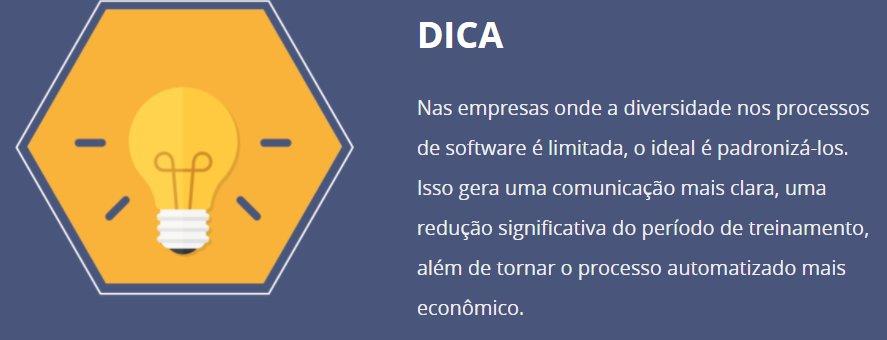 DICA
Nas empresas onde a diversidade nos processos
de software é limitada, o ideal é padronizá-los.
Isso gera uma comunicação mais clara, uma
redução significativa do período de treinamento,
além de tornar o processo automatizado mais
econômico.